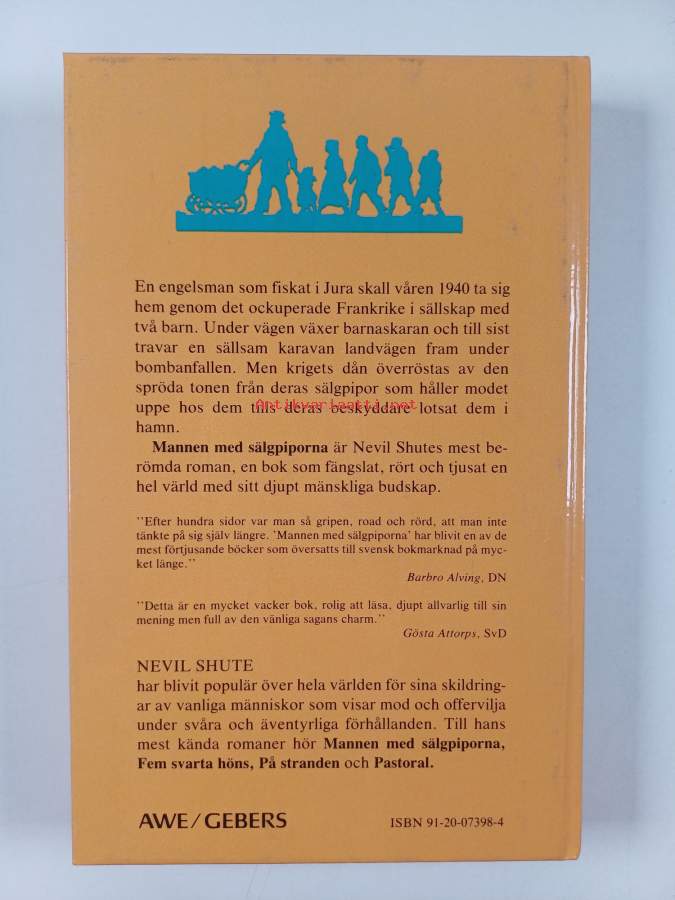 En engelsman som fiskat i Jura skall våren 1940 ta sig
hem genom det ockuperade Frankrike i sällskap med
två barn. Under vägen växer barnaskaran och till sist
travar en sällsam karavan landvägen fram under
bombanfallen. Men krigets dån överröstas av den
spröda tonen från deras sälgpipor som håller modet
uppe hos dem tills deras beskyddare lotsat dem i
Antikvariaatti.net
hamn.
Mannen med sälgpiporna är Nevil Shutes mest be-
römda roman, en bok som fängslat, rört och tjusat en
hel värld med sitt djupt mänskliga budskap.
"Efter hundra sidor var man så gripen, road och rörd, att man inte
tänkte på sig själv längre. 'Mannen med sälgpiporna' har blivit en av de
mest förtjusande böcker som översatts till svensk bokmarknad på myc-
ket länge."
Barbro Alving, DN
"Detta är en mycket vacker bok, rolig att läsa, djupt allvarlig till sin
mening men full av den vänliga sagans charm."
Gösta Attorps, SvD
NEVIL SHUTE
har blivit populär över hela världen för sina skildring-
ar av vanliga människor som visar mod och offervilja
under svåra och äventyrliga förhållanden. Till hans
mest kända romaner hör Mannen med sälgpiporna,
Fem svarta höns, På stranden och Pastoral.
AWE/GEBERS
ISBN 91-20-07398-4